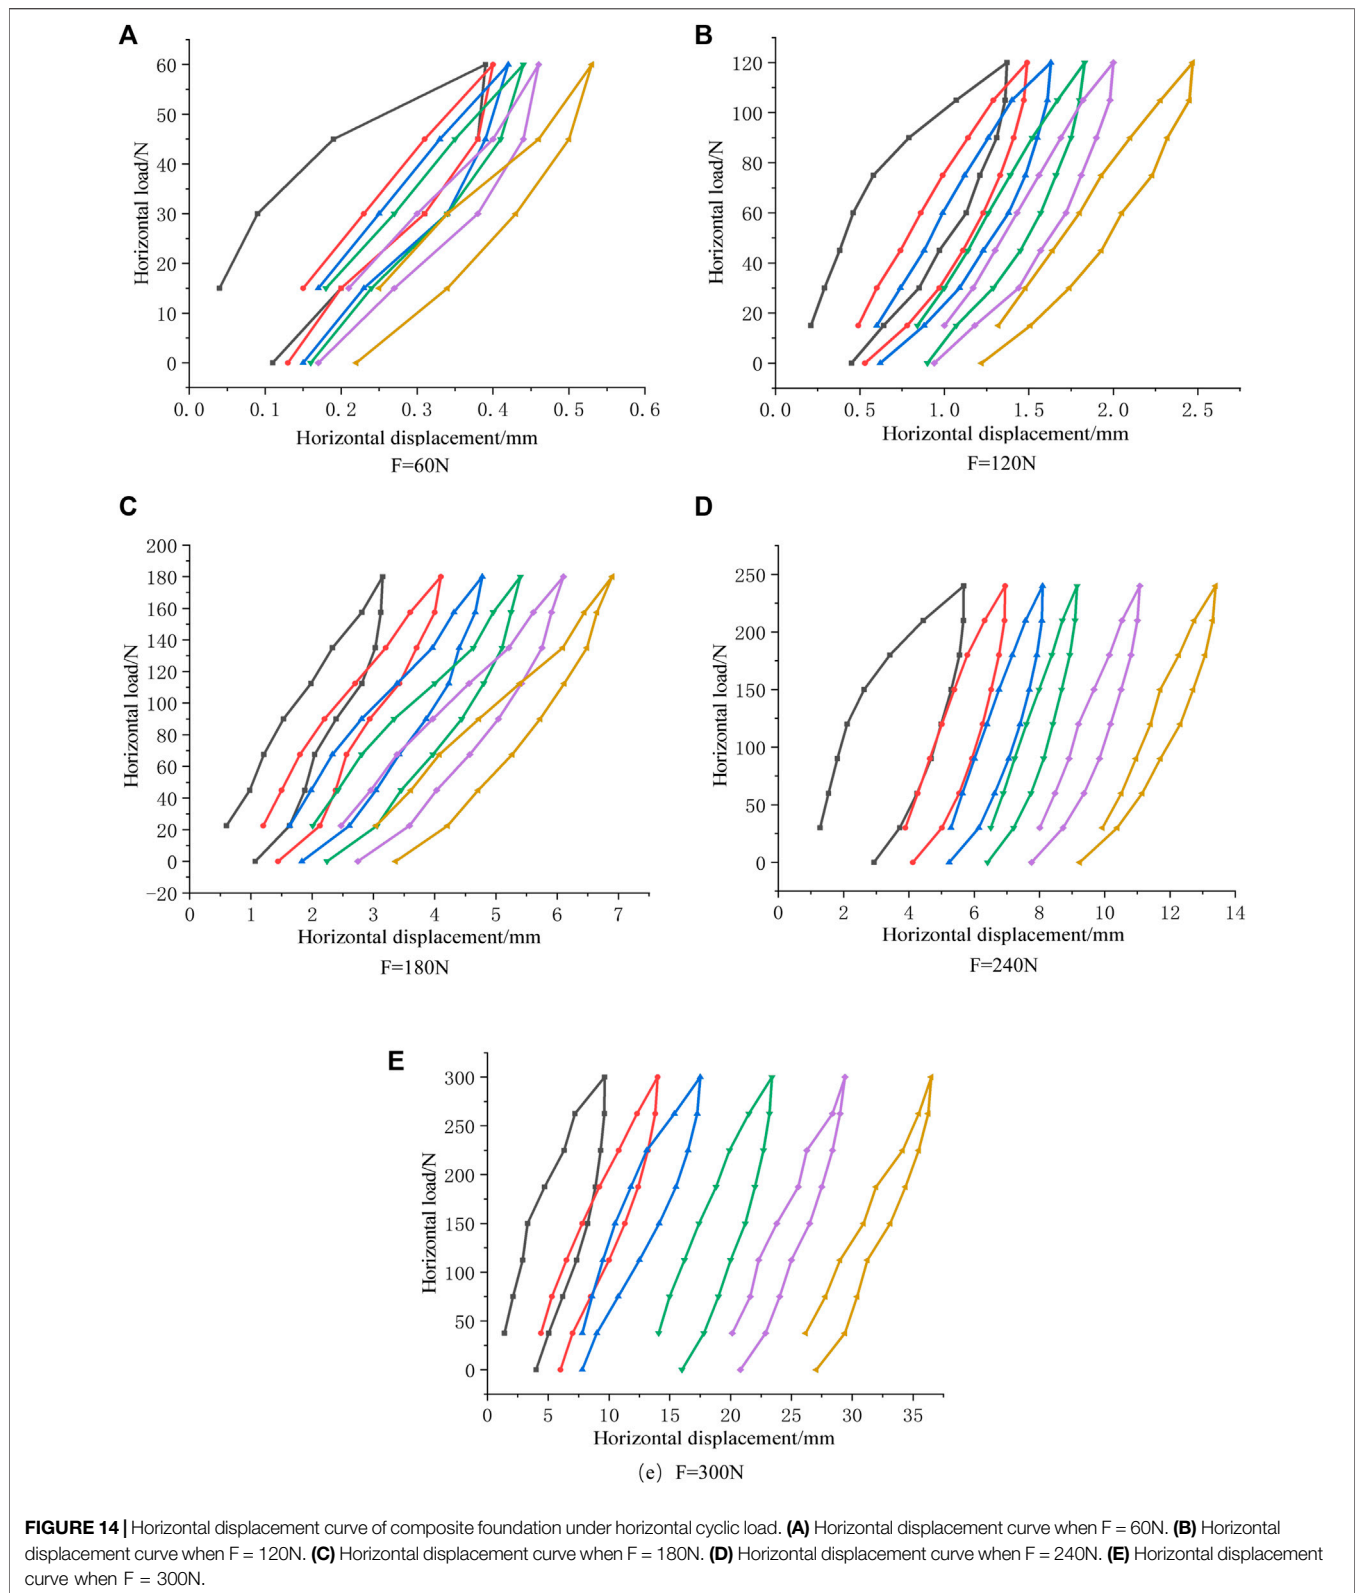 A
Horizontal load/N
60
50
40
30
20
10
0
0.0 0.1 0.2 0.3 0.4 0.5 0.6
Horizontal displacement/mm
F=60N
B
Horizontal load/N
120
100
80
60
40
20
0
0.0 0.5 1.0 1.5 2.0 2.5
Horizontal displacement/mm
F=120N
C
Horizontal load/N
200
180
160
140
120
100
80
60
40
20
0
−20
0 1 2 3 4 5 6 7
Horizontal displacement/mm
F=180N
D
Horizontal load/N
250
200
150
100
50
0
0 2 4 6 8 10 12 14
Horizontal displacement/mm
F=240N
E
Horizontal load/N
300
250
200
150
100
50
0
0 5 10 15 20 25 30 35
Horizontal displacement/mm
(e) F=300N
FIGURE 14 | Horizontal displacement curve of composite foundation under horizontal cyclic load. (A) Horizontal displacement curve when F = 60N. (B) Horizontal
displacement curve when F = 120N. (C) Horizontal displacement curve when F = 180N. (D) Horizontal displacement curve when F = 240N. (E) Horizontal displacement
curve when F = 300N.